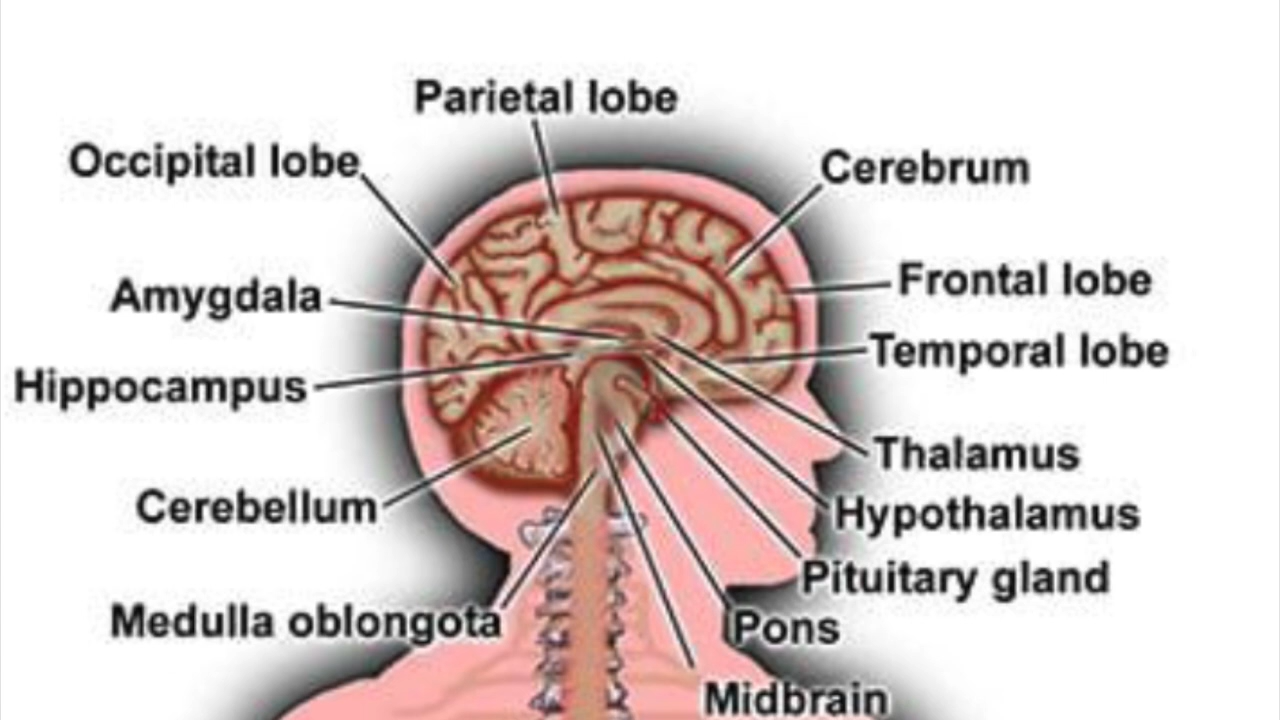 Parietal lobe
Occipital lobe
Cerebrum
Frontal lobe
Amygdala
Temporal lobe
Hippocampus
Thalamus
Cerebellum
Hypothalamus
Pituitary gland
Medulla oblongota
Pons
Midbrain